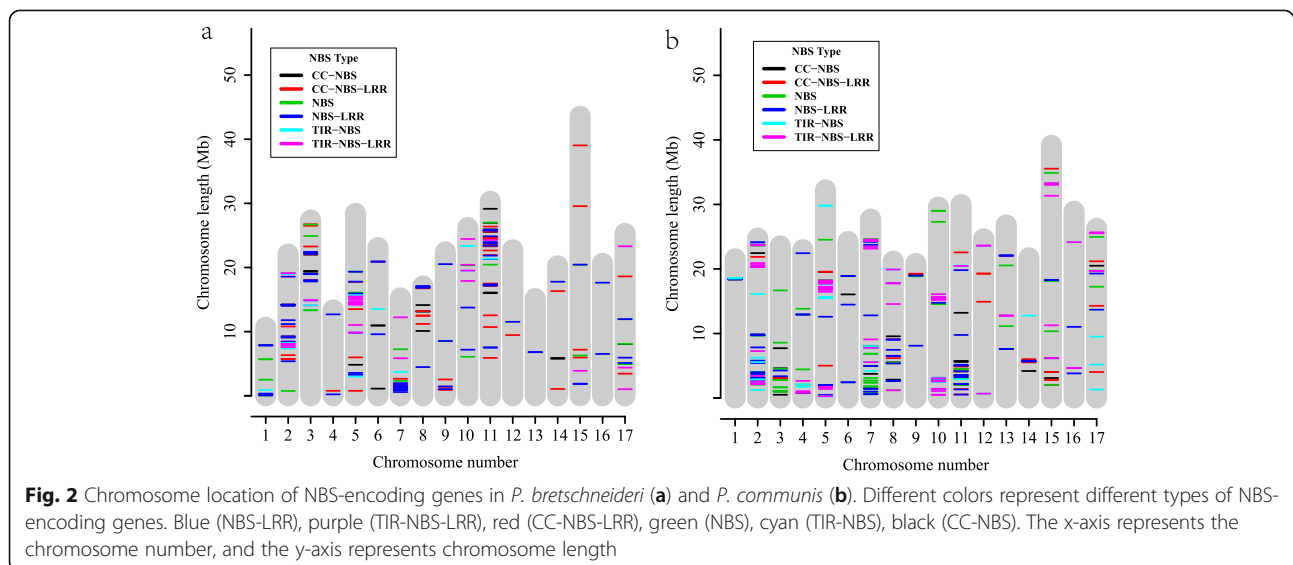 a
NBS Type
CC-NBS
CC-NBS-LRR
NBS
NBS-LRR
TIR-NBS
TIR-NBS-LRR
Chromosome length (Mb)
50
40
30
20
10
1 2 3 4 5 6 7 8 9 10 11 12 13 14 15 16 17
Chromosome number
b
NBS Type
CC-NBS
CC-NBS-LRR
NBS
NBS-LRR
TIR-NBS
TIR-NBS-LRR
Chromosome length (Mb)
50
40
30
20
10
1 2 3 4 5 6 7 8 9 10 11 12 13 14 15 16 17
Chromosome number
Fig. 2 Chromosome location of NBS-encoding genes in P. bretschneideri (a) and P. communis (b). Different colors represent different types of NBS-
encoding genes. Blue (NBS-LRR), purple (TIR-NBS-LRR), red (CC-NBS-LRR), green (NBS), cyan (TIR-NBS), black (CC-NBS). The x-axis represents the
chromosome number, and the y-axis represents chromosome length